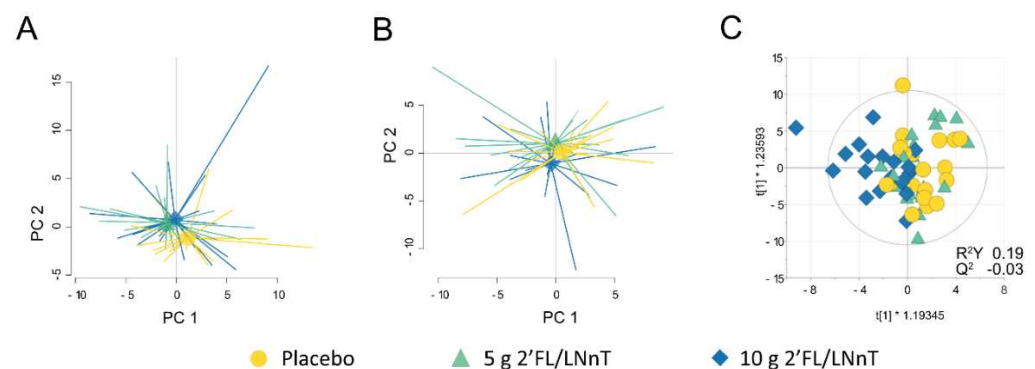 A
B
C
15
10
5
0
-5
PC 2
-10
-5
0
5
10
PC 1
5
0
-5
-10
PC 2
-10
-5
0
5
PC 1
15
10
5
0
-5
-10
-15
t[1] * 1.23593
R²Y 0.19
Q² -0.03
-8
-4
0
4
8
t[1] * 1.19345
Placebo
5 g 2'FL/LNnT
10 g 2'FL/LNnT